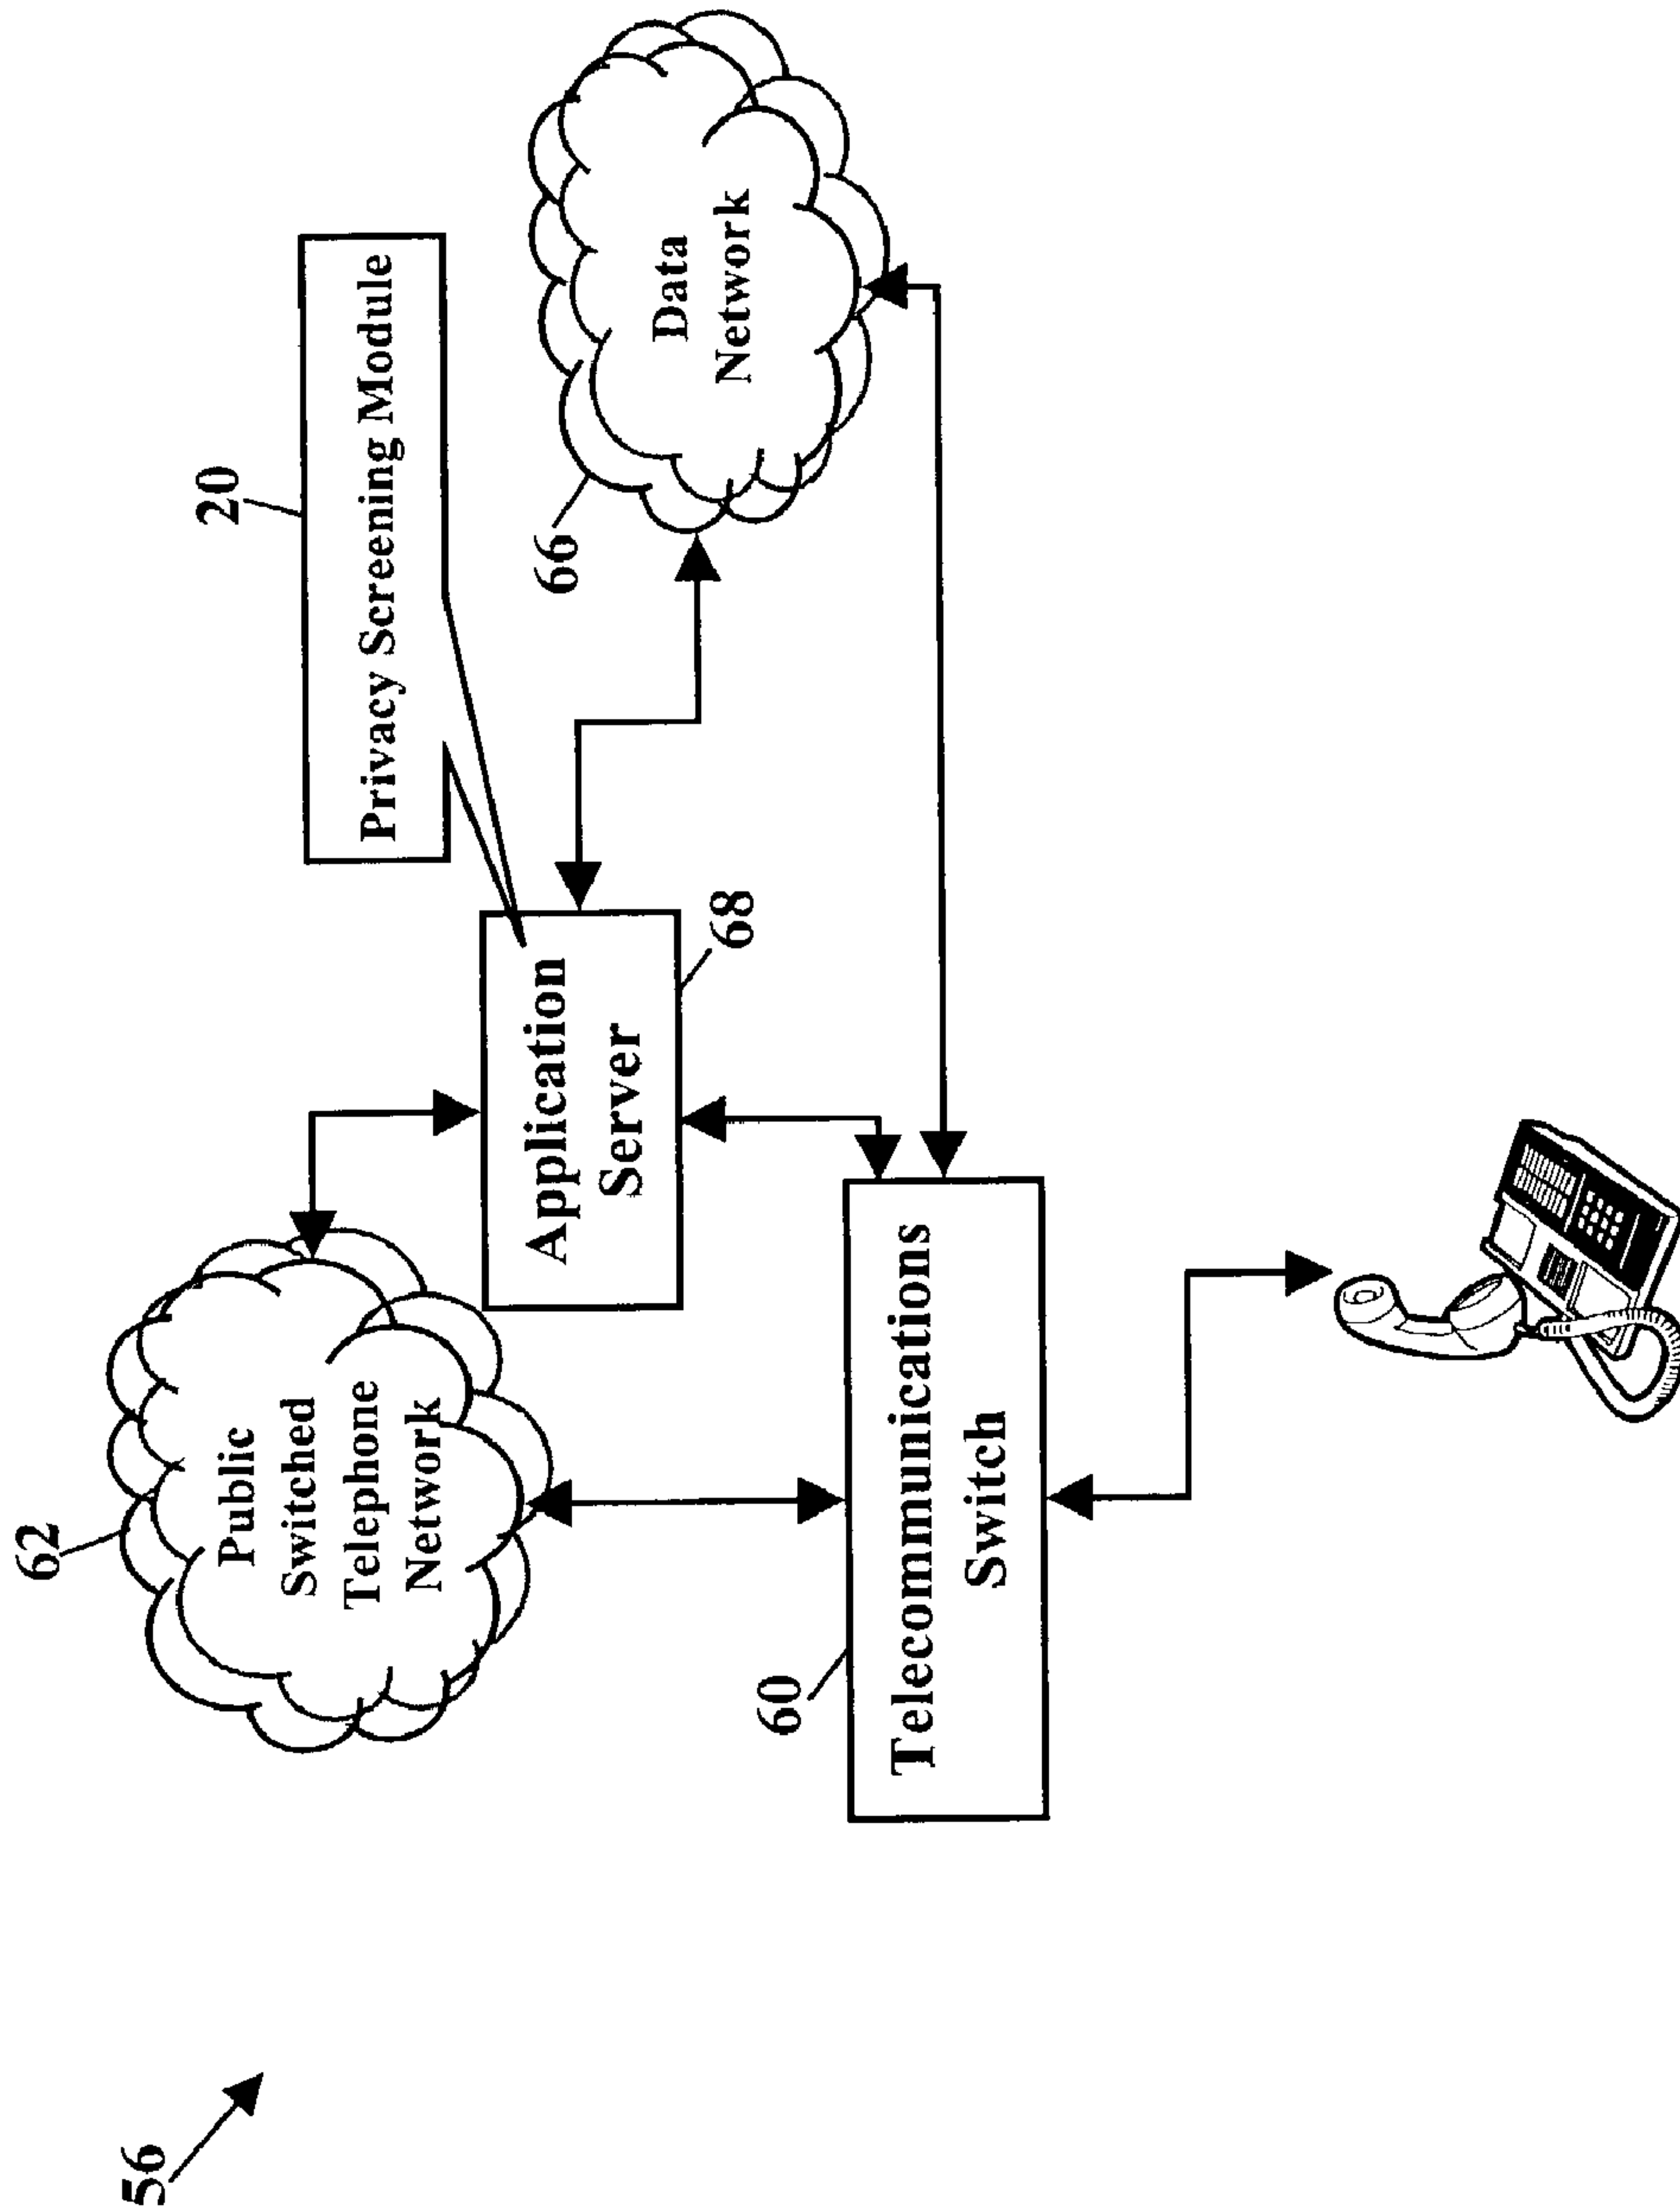 56
62
Public
Switched
Telephone
Network
20
Privacy Screening Module
Application
Server
68
66
Data
Network
60
Telecommunications
Switch